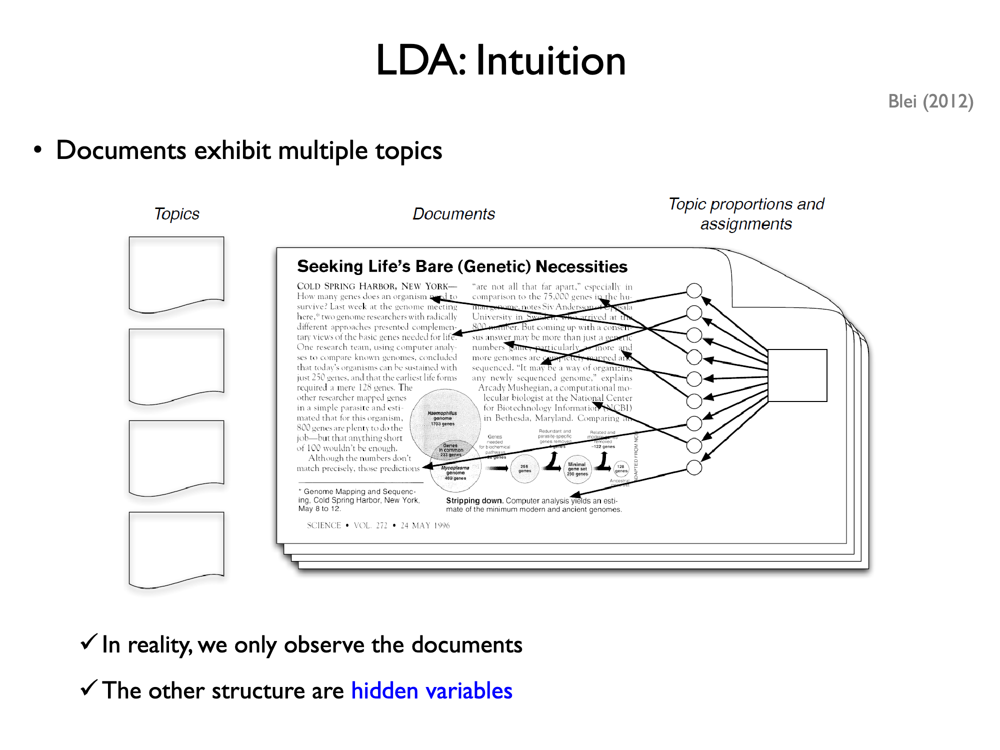 LDA: Intuition
Blei (2012)
• Documents exhibit multiple topics
Topics
Documents
Topic proportions and
assignments
Seeking Life's Bare (Genetic) Necessities
COLD SPRING HARBOR, NEW YORK—
How many genes does an organism need to
survive? Last week at the genome meeting
here,* two genome researchers with radically
different approaches presented complemen-
tary views of the basic genes needed for life.
One research team, using computer analy-
ses to compare known genomes, concluded
that today's organisms can be sustained with
just 250 genes, and that the earliest life forms
required a mere 128 genes. The
other researcher mapped genes
in a simple parasite and esti-
mated that for this organism,
800 genes are plenty to do the
job—but that anything short
of 100 wouldn't be enough.
Although the numbers don't
match precisely, those predictions
* Genome Mapping and Sequenc-
ing, Cold Spring Harbor, New York,
May 8 to 12.
"are not all that far apart," especially in
comparison to the 75,000 genes in the hu-
man genome, notes Siv Andersson of Uppsala
University in Sweden, who arrived at the
800 number. But coming up with a consen-
sus answer may be more than just a genetic
numbers game, particularly as more and
more genomes are completely mapped and
sequenced. "It may be a way of organizing
any newly sequenced genome," explains
Arcady Mushegian, a computational mo-
lecular biologist at the National Center
for Biotechnology Information (NCBI)
in Bethesda, Maryland. Comparing an
Haemophilus
genome
1703 genes
Genes
in common
233 genes
Mycoplasma
genome
469 genes
Genes
needed
for biochemical
pathways
22 genes
256
genes
Redundant and
parasite-specific
genes removed
genes
Minimal
gene set
250 genes
Related and
modern genes
removed
–122 genes
128
genes
Ancestral
gene set
ADAPTED FROM NCBI
Stripping down. Computer analysis yields an esti-
mate of the minimum modern and ancient genomes.
SCIENCE • VOL. 272 • 24 MAY 1996
✓ In reality, we only observe the documents
✓ The other structure are hidden variables